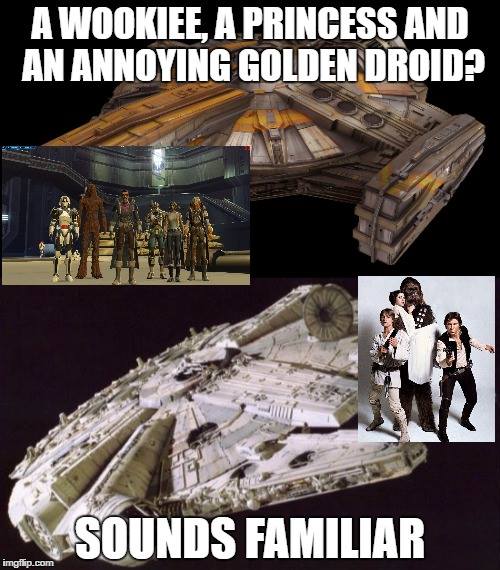 A WOOKIEE, A PRINCESS AND
AN ANNOYING GOLDEN DROID?
SOUNDS FAMILIAR
imgflip.com